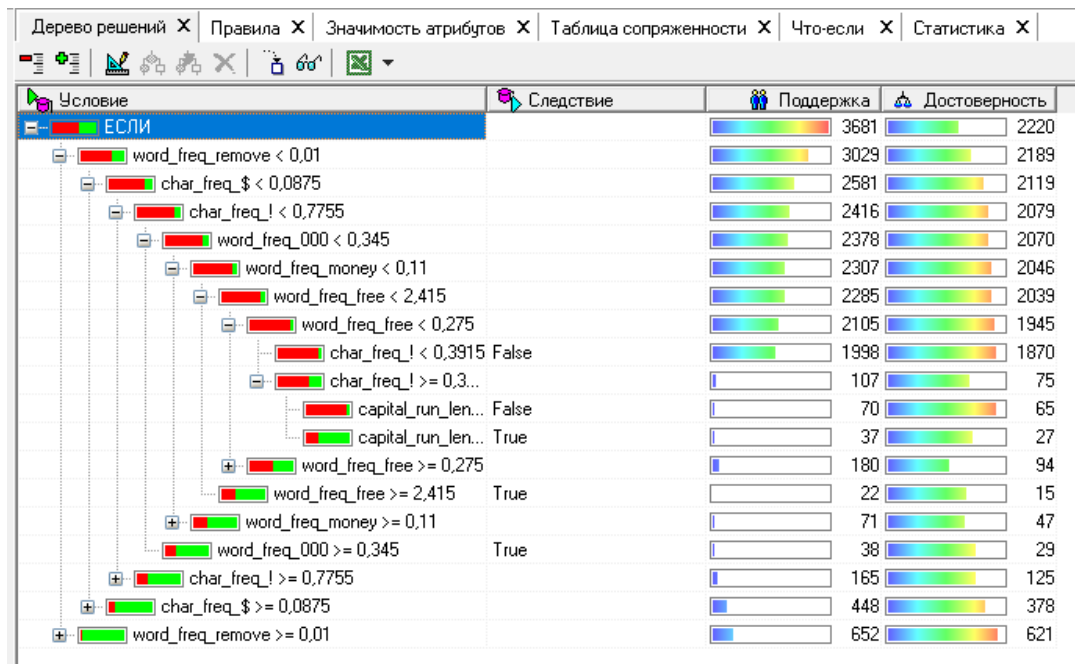 Дерево решений X Правила X Значимость атрибутов X Таблица сопряженности X Что-если X Статистика X
Условие Следствие Поддержка Достоверность
ЕСЛИ 3681 2220
word_freq_remove < 0,01 3029 2189
char_freq_$ < 0,0875 2581 2119
char_freq_! < 0,7755 2416 2079
word_freq_000 < 0,345 2378 2070
word_freq_money < 0,11 2307 2046
word_freq_free < 2,415 2285 2039
word_freq_free < 0,275 2105 1945
char_freq_! < 0,3915 False 1998 1870
char_freq_! >= 0,3... 107 75
capital_run_len... False 70 65
capital_run_len... True 37 27
word_freq_free >= 0,275 180 94
word_freq_free >= 2,415 True 22 15
word_freq_money >= 0,11 71 47
word_freq_000 >= 0,345 True 38 29
char_freq_! >= 0,7755 165 125
char_freq_$ >= 0,0875 448 378
word_freq_remove >= 0,01 652 621